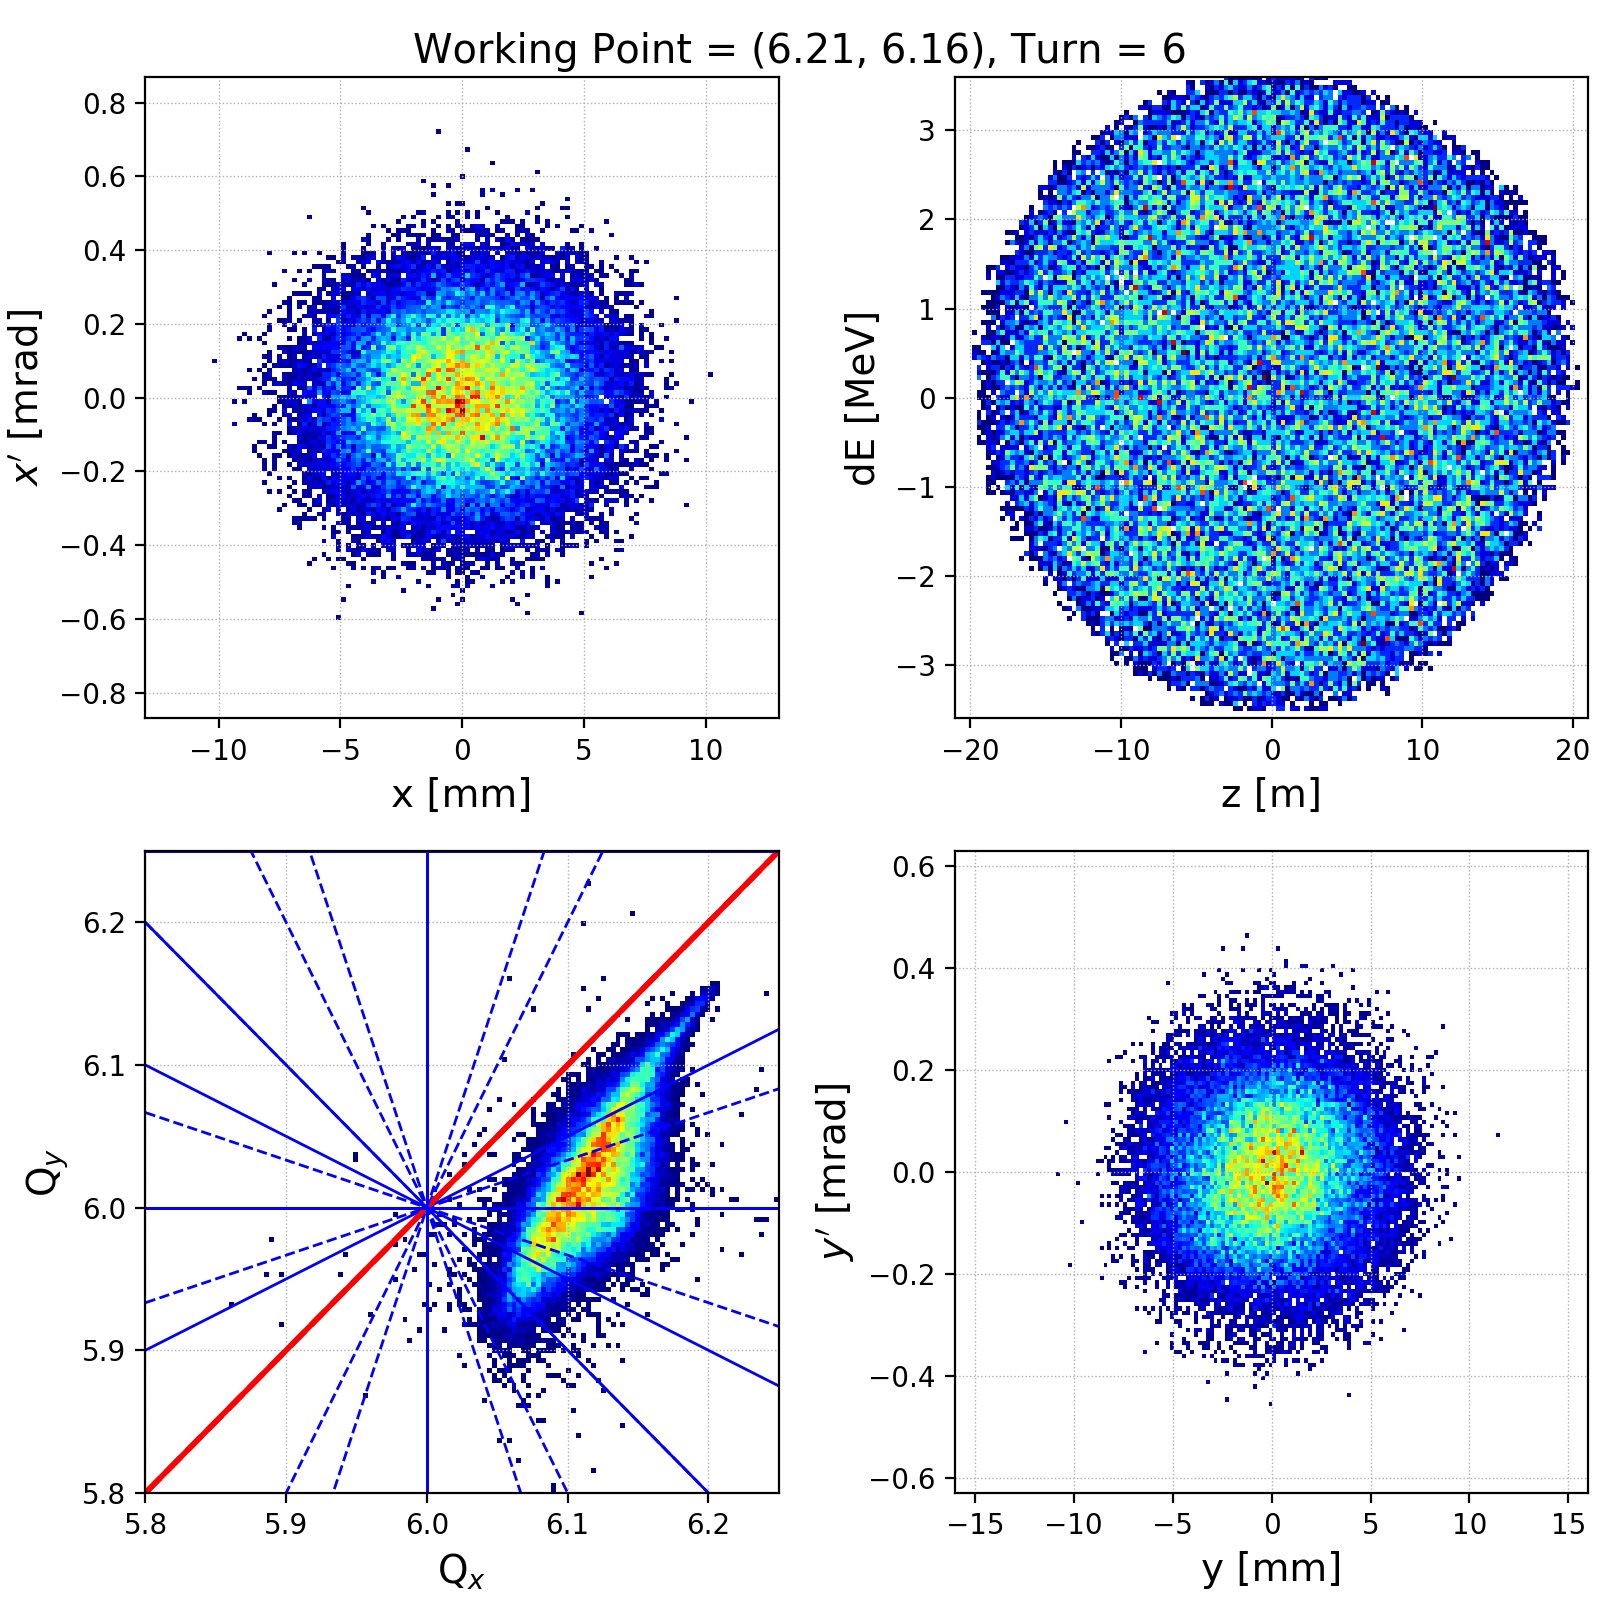 Working Point = (6.21, 6.16), Turn = 6
0.8
0.6
0.4
0.2
0.0
−0.2
−0.4
−0.6
−0.8
x′ [mrad]
−10 −5 0 5 10
x [mm]
3
2
1
0
−1
−2
−3
dE [MeV]
−20 −10 0 10 20
z [m]
6.2
6.1
6.0
5.9
5.8
Qy
5.8 5.9 6.0 6.1 6.2
Qx
0.6
0.4
0.2
0.0
−0.2
−0.4
−0.6
y′ [mrad]
−15 −10 −5 0 5 10 15
y [mm]